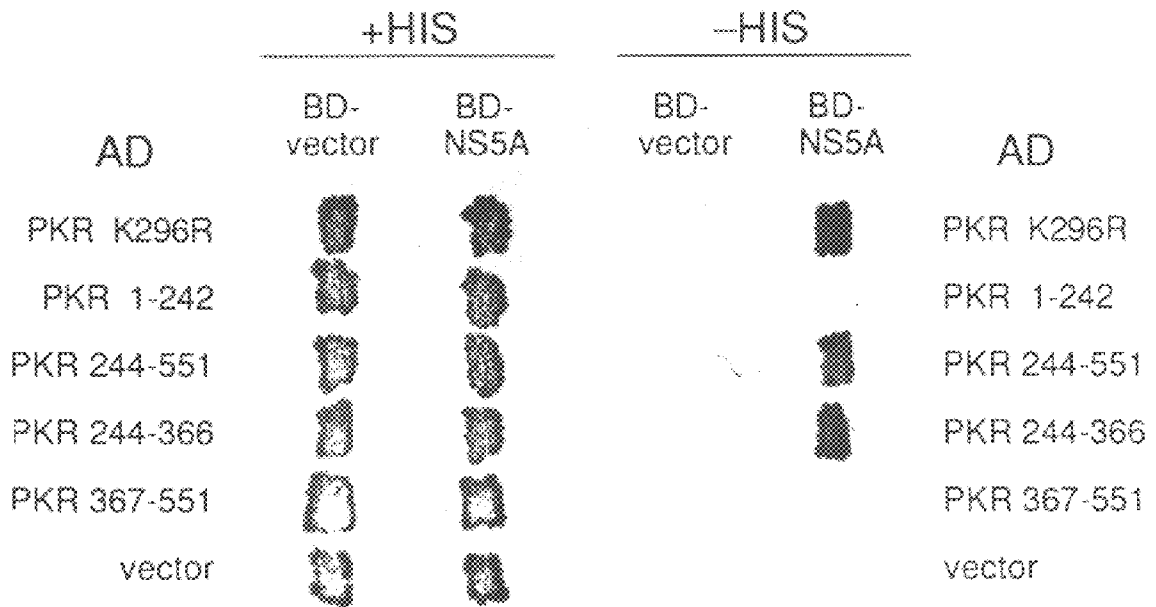 +HIS –HIS
BD- BD- BD- BD-
AD vector NS5A vector NS5A AD
PKR K296R PKR K296R
PKR 1-242 PKR 1-242
PKR 244-551 PKR 244-551
PKR 244-366 PKR 244-366
PKR 367-551 PKR 367-551
vector vector